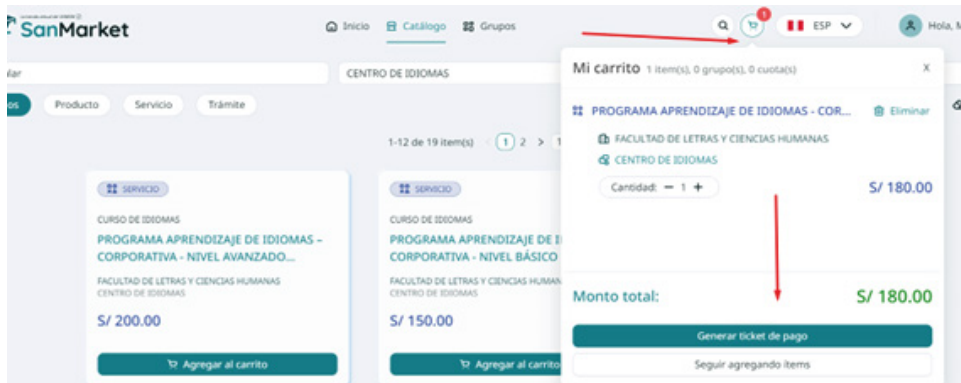 SanMarket
Inicio
Catálogo
Grupos
1
ESP
Hola,
CENTRO DE IDIOMAS
Producto
Servicio
Trámite
1-12 de 19 item(s)
1 2
SERVICIO
CURSO DE IDIOMAS
PROGRAMA APRENDIZAJE DE IDIOMAS –
CORPORATIVA - NIVEL AVANZADO...
FACULTAD DE LETRAS Y CIENCIAS HUMANAS
CENTRO DE IDIOMAS
S/ 200.00
Agregar al carrito
SERVICIO
CURSO DE IDIOMAS
PROGRAMA APRENDIZAJE DE
CORPORATIVA - NIVEL BÁSICO
FACULTAD DE LETRAS Y CIENCIAS HUMAN
CENTRO DE IDIOMAS
S/ 150.00
Agregar al carrito
Mi carrito 1 item(s), 0 grupo(s), 0 cuota(s) X
PROGRAMA APRENDIZAJE DE IDIOMAS - COR...
Eliminar
FACULTAD DE LETRAS Y CIENCIAS HUMANAS
CENTRO DE IDIOMAS
Cantidad: − 1 +
S/ 180.00
Monto total:
S/ 180.00
Generar ticket de pago
Seguir agregando ítems